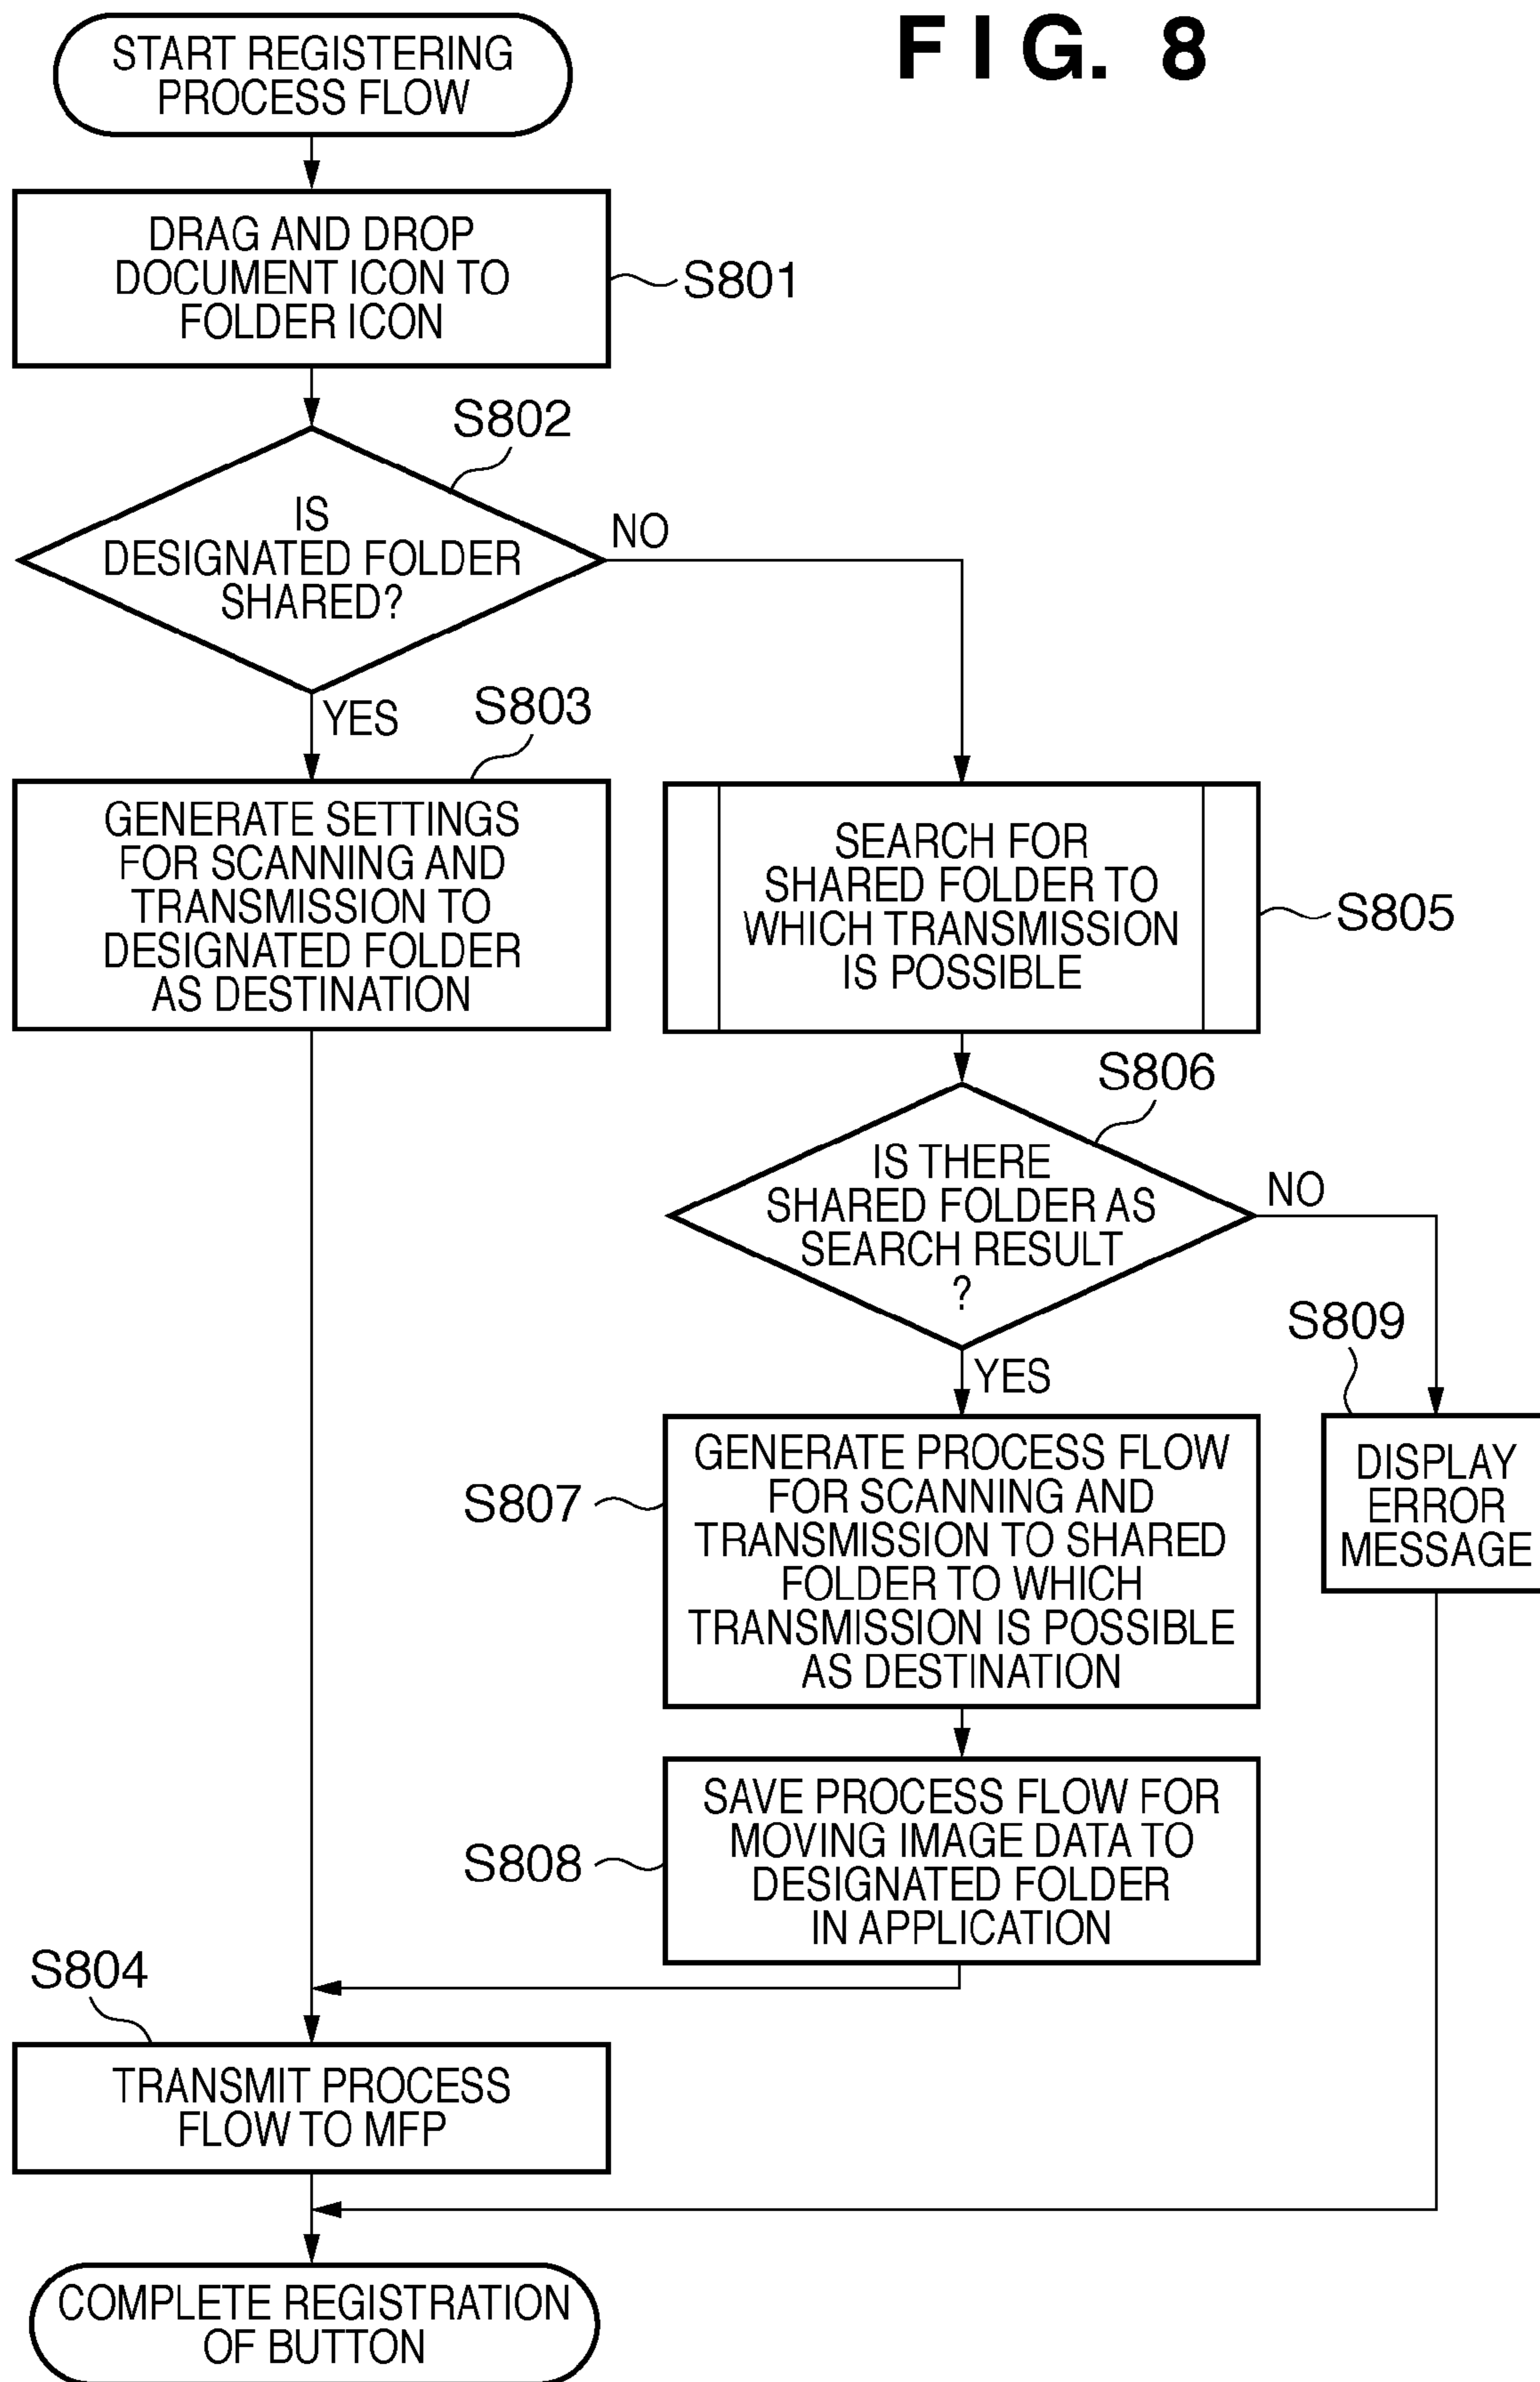 FIG. 8
START REGISTERING
PROCESS FLOW
DRAG AND DROP
DOCUMENT ICON TO
FOLDER ICON
S801
S802
IS
DESIGNATED FOLDER
SHARED?
NO
YES
S803
GENERATE SETTINGS
FOR SCANNING AND
TRANSMISSION TO
DESIGNATED FOLDER
AS DESTINATION
SEARCH FOR
SHARED FOLDER TO
WHICH TRANSMISSION
IS POSSIBLE
S805
S806
IS THERE
SHARED FOLDER AS
SEARCH RESULT
?
NO
YES
S809
DISPLAY
ERROR
MESSAGE
S807
GENERATE PROCESS FLOW
FOR SCANNING AND
TRANSMISSION TO SHARED
FOLDER TO WHICH
TRANSMISSION IS POSSIBLE
AS DESTINATION
S808
SAVE PROCESS FLOW FOR
MOVING IMAGE DATA TO
DESIGNATED FOLDER
IN APPLICATION
S804
TRANSMIT PROCESS
FLOW TO MFP
COMPLETE REGISTRATION
OF BUTTON